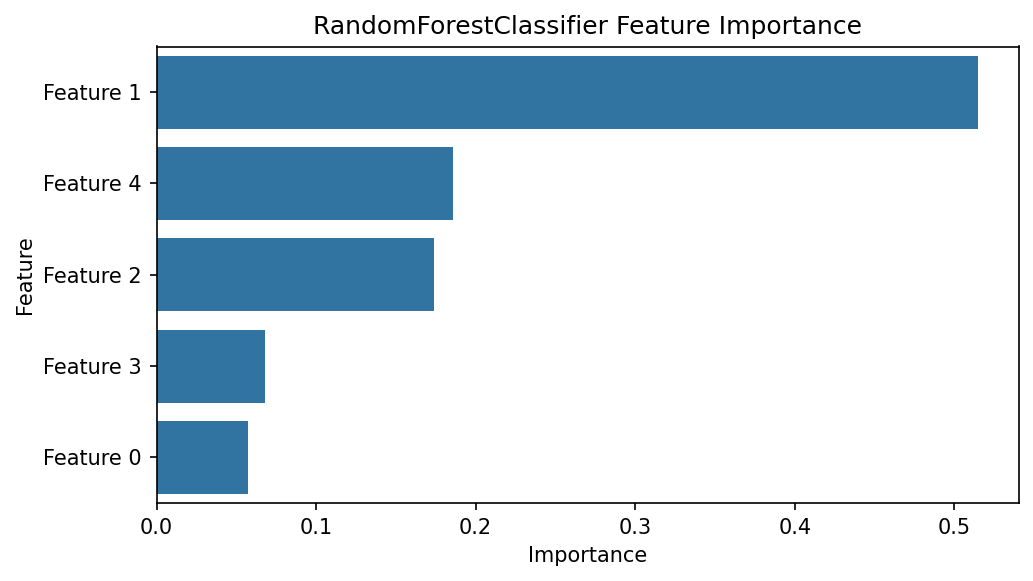 RandomForestClassifier Feature Importance
Feature 1
Feature 4
Feature 2
Feature 3
Feature 0
Feature
0.0 0.1 0.2 0.3 0.4 0.5
Importance